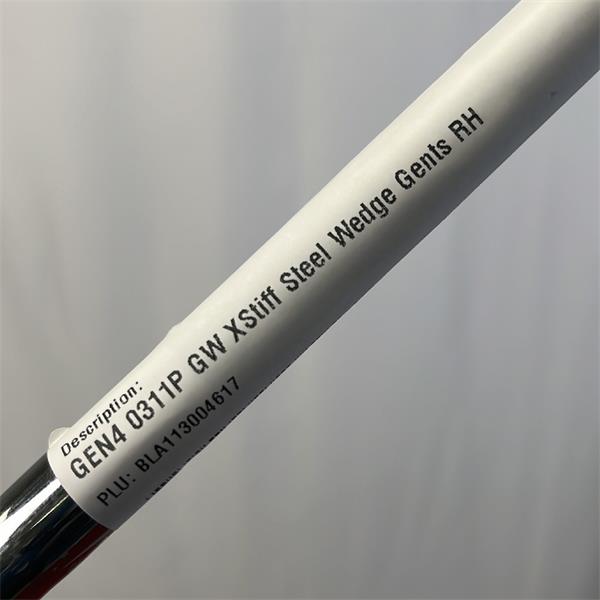 Description:
GEN4 0311P GW XStiff Steel Wedge Gents RH
PLU: BLA113004617